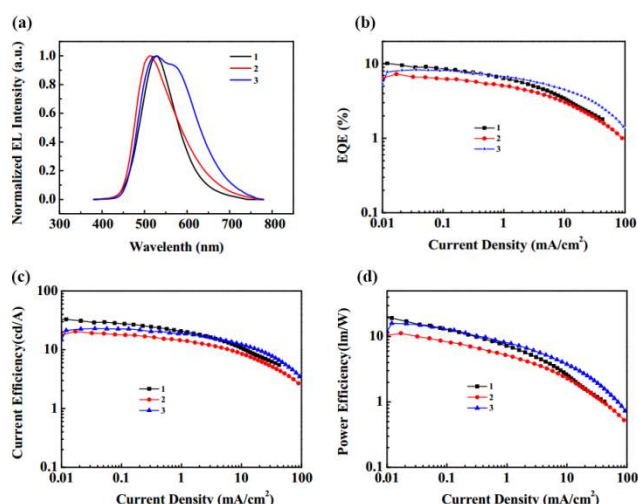 (a)
Normalized EL Intensity (a.u.)
1.0
0.8
0.6
0.4
0.2
0.0
300 400 500 600 700 800
Wavelenth (nm)
1
2
3
(b)
EQE (%)
10
1
0.1
0.01 0.1 1 10 100
Current Density (mA/cm²)
1
2
3
(c)
Current Efficiency(cd/A)
100
10
1
0.1
0.01 0.1 1 10 100
Current Density (mA/cm²)
1
2
3
(d)
Power Efficiency(lm/W)
10
1
0.1
0.01 0.1 1 10 100
Current Density (mA/cm²)
1
2
3